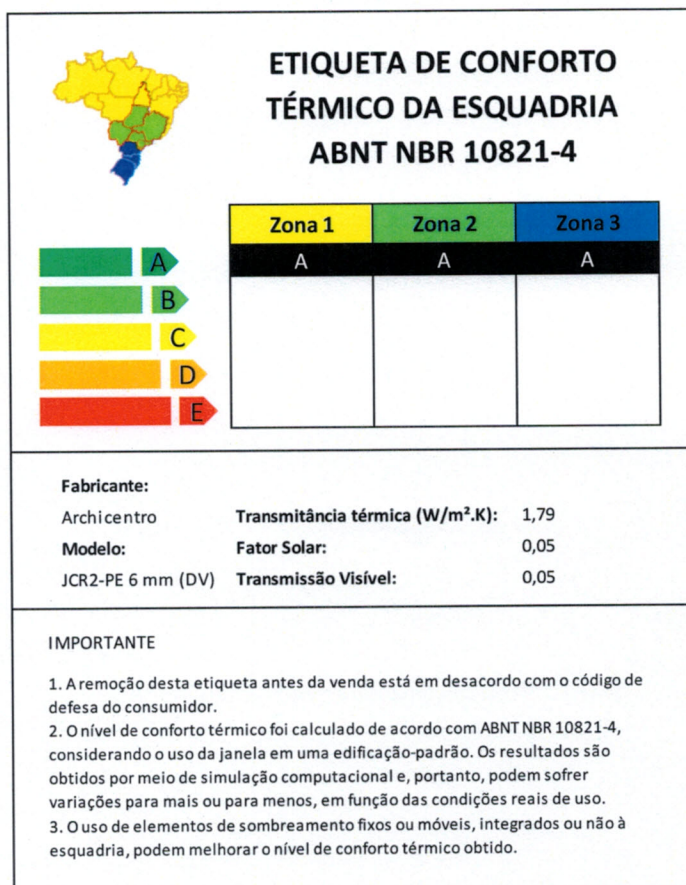 ETIQUETA DE CONFORTO
TÉRMICO DA ESQUADRIA
ABNT NBR 10821-4
Zona 1 Zona 2 Zona 3
A A A
A
B
C
D
E
Fabricante:
Archicentro Transmitância térmica (W/m².K): 1,79
Modelo: Fator Solar: 0,05
JCR2-PE 6 mm (DV) Transmissão Visível: 0,05
IMPORTANTE
1. A remoção desta etiqueta antes da venda está em desacordo com o código de
defesa do consumidor.
2. O nível de conforto térmico foi calculado de acordo com ABNT NBR 10821-4,
considerando o uso da janela em uma edificação-padrão. Os resultados são
obtidos por meio de simulação computacional e, portanto, podem sofrer
variações para mais ou para menos, em função das condições reais de uso.
3. O uso de elementos de sombreamento fixos ou móveis, integrados ou não à
esquadria, podem melhorar o nível de conforto térmico obtido.